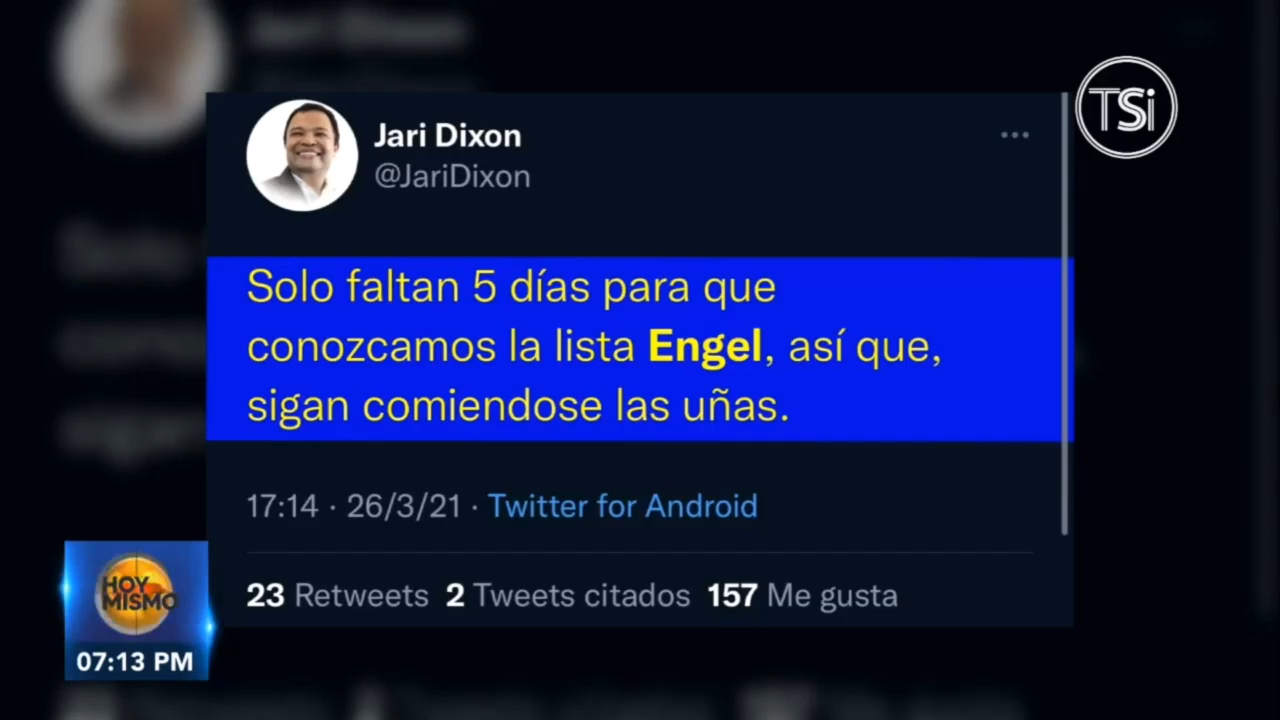 TSi
Jari Dixon
@JariDixon
Solo faltan 5 días para que
conozcamos la lista Engel, así que,
sigan comiendose las uñas.
17:14 · 26/3/21 · Twitter for Android
23 Retweets 2 Tweets citados 157 Me gusta
HOY
MISMO
07:13 PM